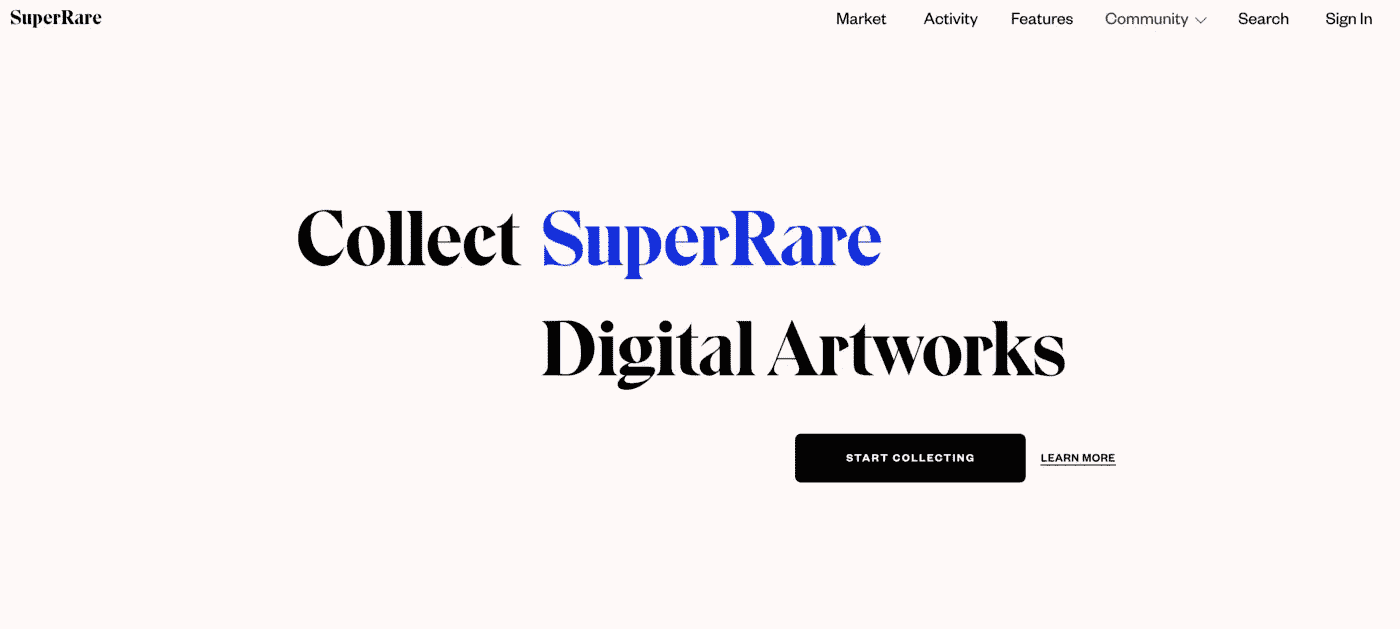 SuperRare Market Activity Features Community Search Sign In
Collect SuperRare
Digital Artworks
START COLLECTING LEARN MORE